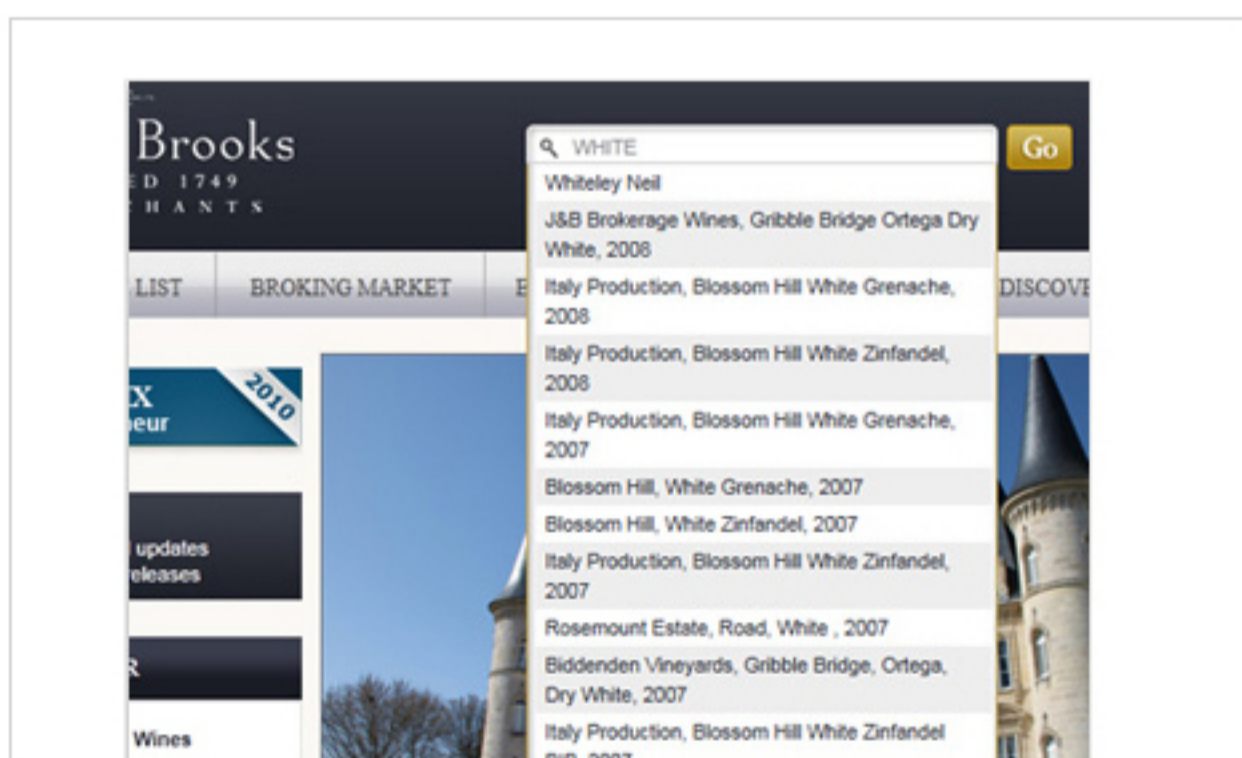 Brooks
ED 1749
CHANTS
WHITE
Go
Whiteley Neil
J&B Brokerage Wines, Gribble Bridge Ortega Dry
White, 2008
LIST
BROKING MARKET
DISCOVE
Italy Production, Blossom Hill White Grenache,
2008
Italy Production, Blossom Hill White Zinfandel,
2008
2010
X
eur
Italy Production, Blossom Hill White Grenache,
2007
Blossom Hill, White Grenache, 2007
Blossom Hill, White Zinfandel, 2007
updates
eleases
Italy Production, Blossom Hill White Zinfandel,
2007
Rosemount Estate, Road, White , 2007
Biddenden Vineyards, Gribble Bridge, Ortega,
Dry White, 2007
R
Wines
Italy Production, Blossom Hill White Zinfandel